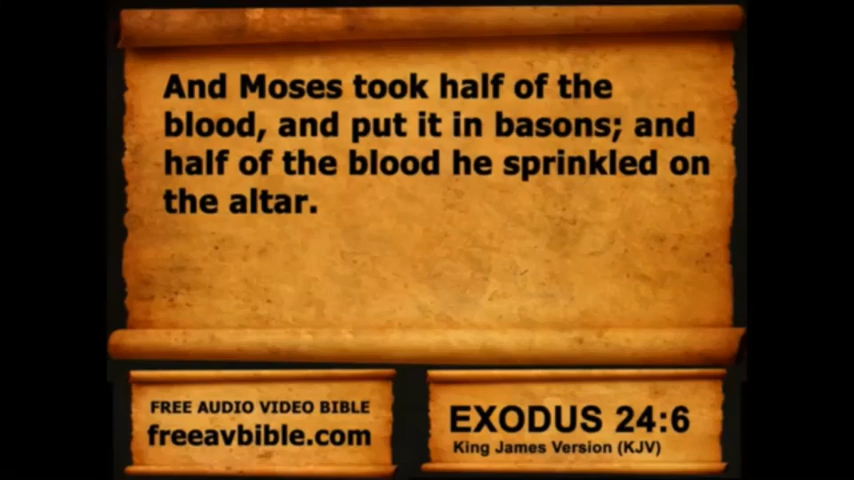 And Moses took half of the
blood, and put it in basons; and
half of the blood he sprinkled on
the altar.
FREE AUDIO VIDEO BIBLE
freeavbible.com
EXODUS 24:6
King James Version (KJV)